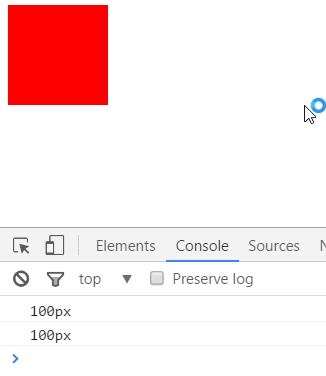 Elements Console Sources N
top ▼ Preserve log
100px
100px